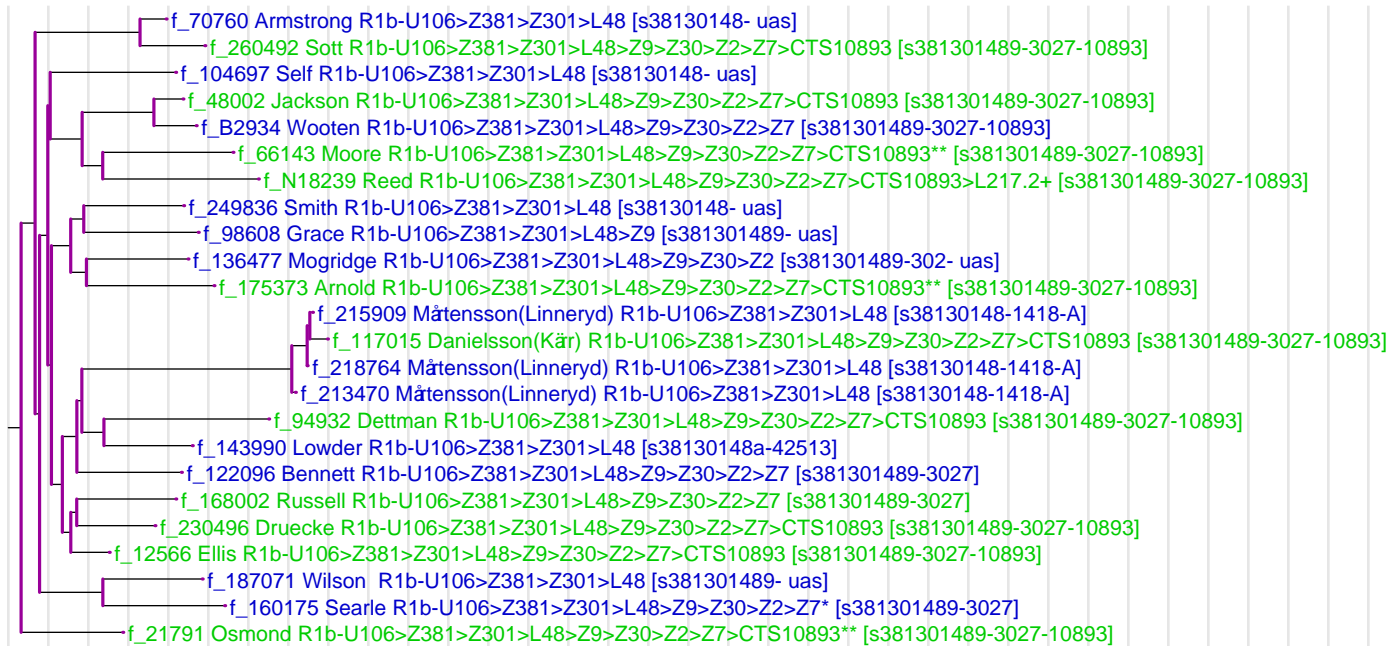 f_70760 Armstrong R1b-U106>Z381>Z301>L48 [s38130148- uas]
f_260492 Sott R1b-U106>Z381>Z301>L48>Z9>Z30>Z2>Z7>CTS10893 [s381301489-3027-10893]
f_104697 Self R1b-U106>Z381>Z301>L48 [s38130148- uas]
f_48002 Jackson R1b-U106>Z381>Z301>L48>Z9>Z30>Z2>Z7>CTS10893 [s381301489-3027-10893]
f_B2934 Wooten R1b-U106>Z381>Z301>L48>Z9>Z30>Z2>Z7 [s381301489-3027-10893]
f_66143 Moore R1b-U106>Z381>Z301>L48>Z9>Z30>Z2>Z7>CTS10893** [s381301489-3027-10893]
f_N18239 Reed R1b-U106>Z381>Z301>L48>Z9>Z30>Z2>Z7>CTS10893>L217.2+ [s381301489-3027-10893]
f_249836 Smith R1b-U106>Z381>Z301>L48 [s38130148- uas]
f_98608 Grace R1b-U106>Z381>Z301>L48>Z9 [s381301489- uas]
f_136477 Mogridge R1b-U106>Z381>Z301>L48>Z9>Z30>Z2 [s381301489-302- uas]
f_175373 Arnold R1b-U106>Z381>Z301>L48>Z9>Z30>Z2>Z7>CTS10893** [s381301489-3027-10893]
f_215909 Mårtensson(Linneryd) R1b-U106>Z381>Z301>L48 [s38130148-1418-A]
f_117015 Danielsson(Kärr) R1b-U106>Z381>Z301>L48>Z9>Z30>Z2>Z7>CTS10893 [s381301489-3027-10893]
f_218764 Mårtensson(Linneryd) R1b-U106>Z381>Z301>L48 [s38130148-1418-A]
f_213470 Mårtensson(Linneryd) R1b-U106>Z381>Z301>L48 [s38130148-1418-A]
f_94932 Dettman R1b-U106>Z381>Z301>L48>Z9>Z30>Z2>Z7>CTS10893 [s381301489-3027-10893]
f_143990 Lowder R1b-U106>Z381>Z301>L48 [s38130148a-42513]
f_122096 Bennett R1b-U106>Z381>Z301>L48>Z9>Z30>Z2>Z7 [s381301489-3027]
f_168002 Russell R1b-U106>Z381>Z301>L48>Z9>Z30>Z2>Z7 [s381301489-3027]
f_230496 Druecke R1b-U106>Z381>Z301>L48>Z9>Z30>Z2>Z7>CTS10893 [s381301489-3027-10893]
f_12566 Ellis R1b-U106>Z381>Z301>L48>Z9>Z30>Z2>Z7>CTS10893 [s381301489-3027-10893]
f_187071 Wilson  R1b-U106>Z381>Z301>L48 [s381301489- uas]
f_160175 Searle R1b-U106>Z381>Z301>L48>Z9>Z30>Z2>Z7* [s381301489-3027]
f_21791 Osmond R1b-U106>Z381>Z301>L48>Z9>Z30>Z2>Z7>CTS10893** [s381301489-3027-10893]